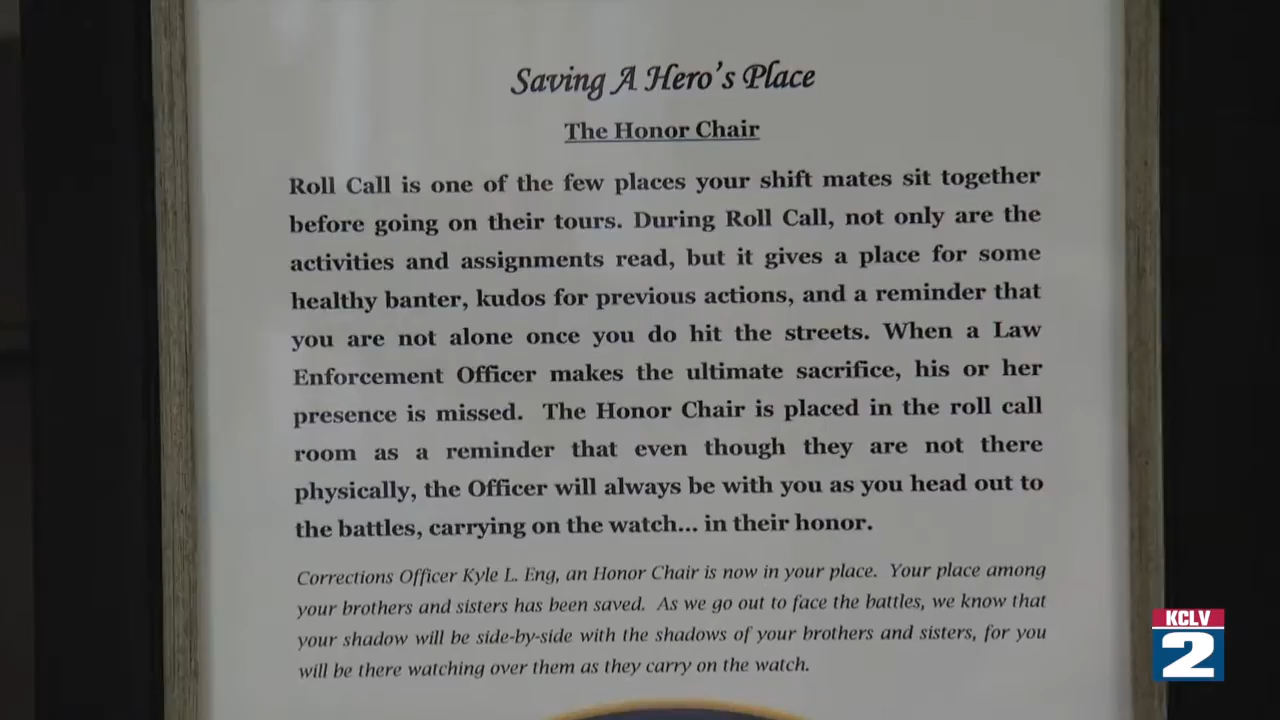 Saving A Hero's Place
The Honor Chair
Roll Call is one of the few places your shift mates sit together
before going on their tours. During Roll Call, not only are the
activities and assignments read, but it gives a place for some
healthy banter, kudos for previous actions, and a reminder that
you are not alone once you do hit the streets. When a Law
Enforcement Officer makes the ultimate sacrifice, his or her
presence is missed. The Honor Chair is placed in the roll call
room as a reminder that even though they are not there
physically, the Officer will always be with you as you head out to
the battles, carrying on the watch... in their honor.
Corrections Officer Kyle L. Eng, an Honor Chair is now in your place. Your place among
your brothers and sisters has been saved. As we go out to face the battles, we know that
your shadow will be side-by-side with the shadows of your brothers and sisters, for you
will be there watching over them as they carry on the watch.
KCLV
2